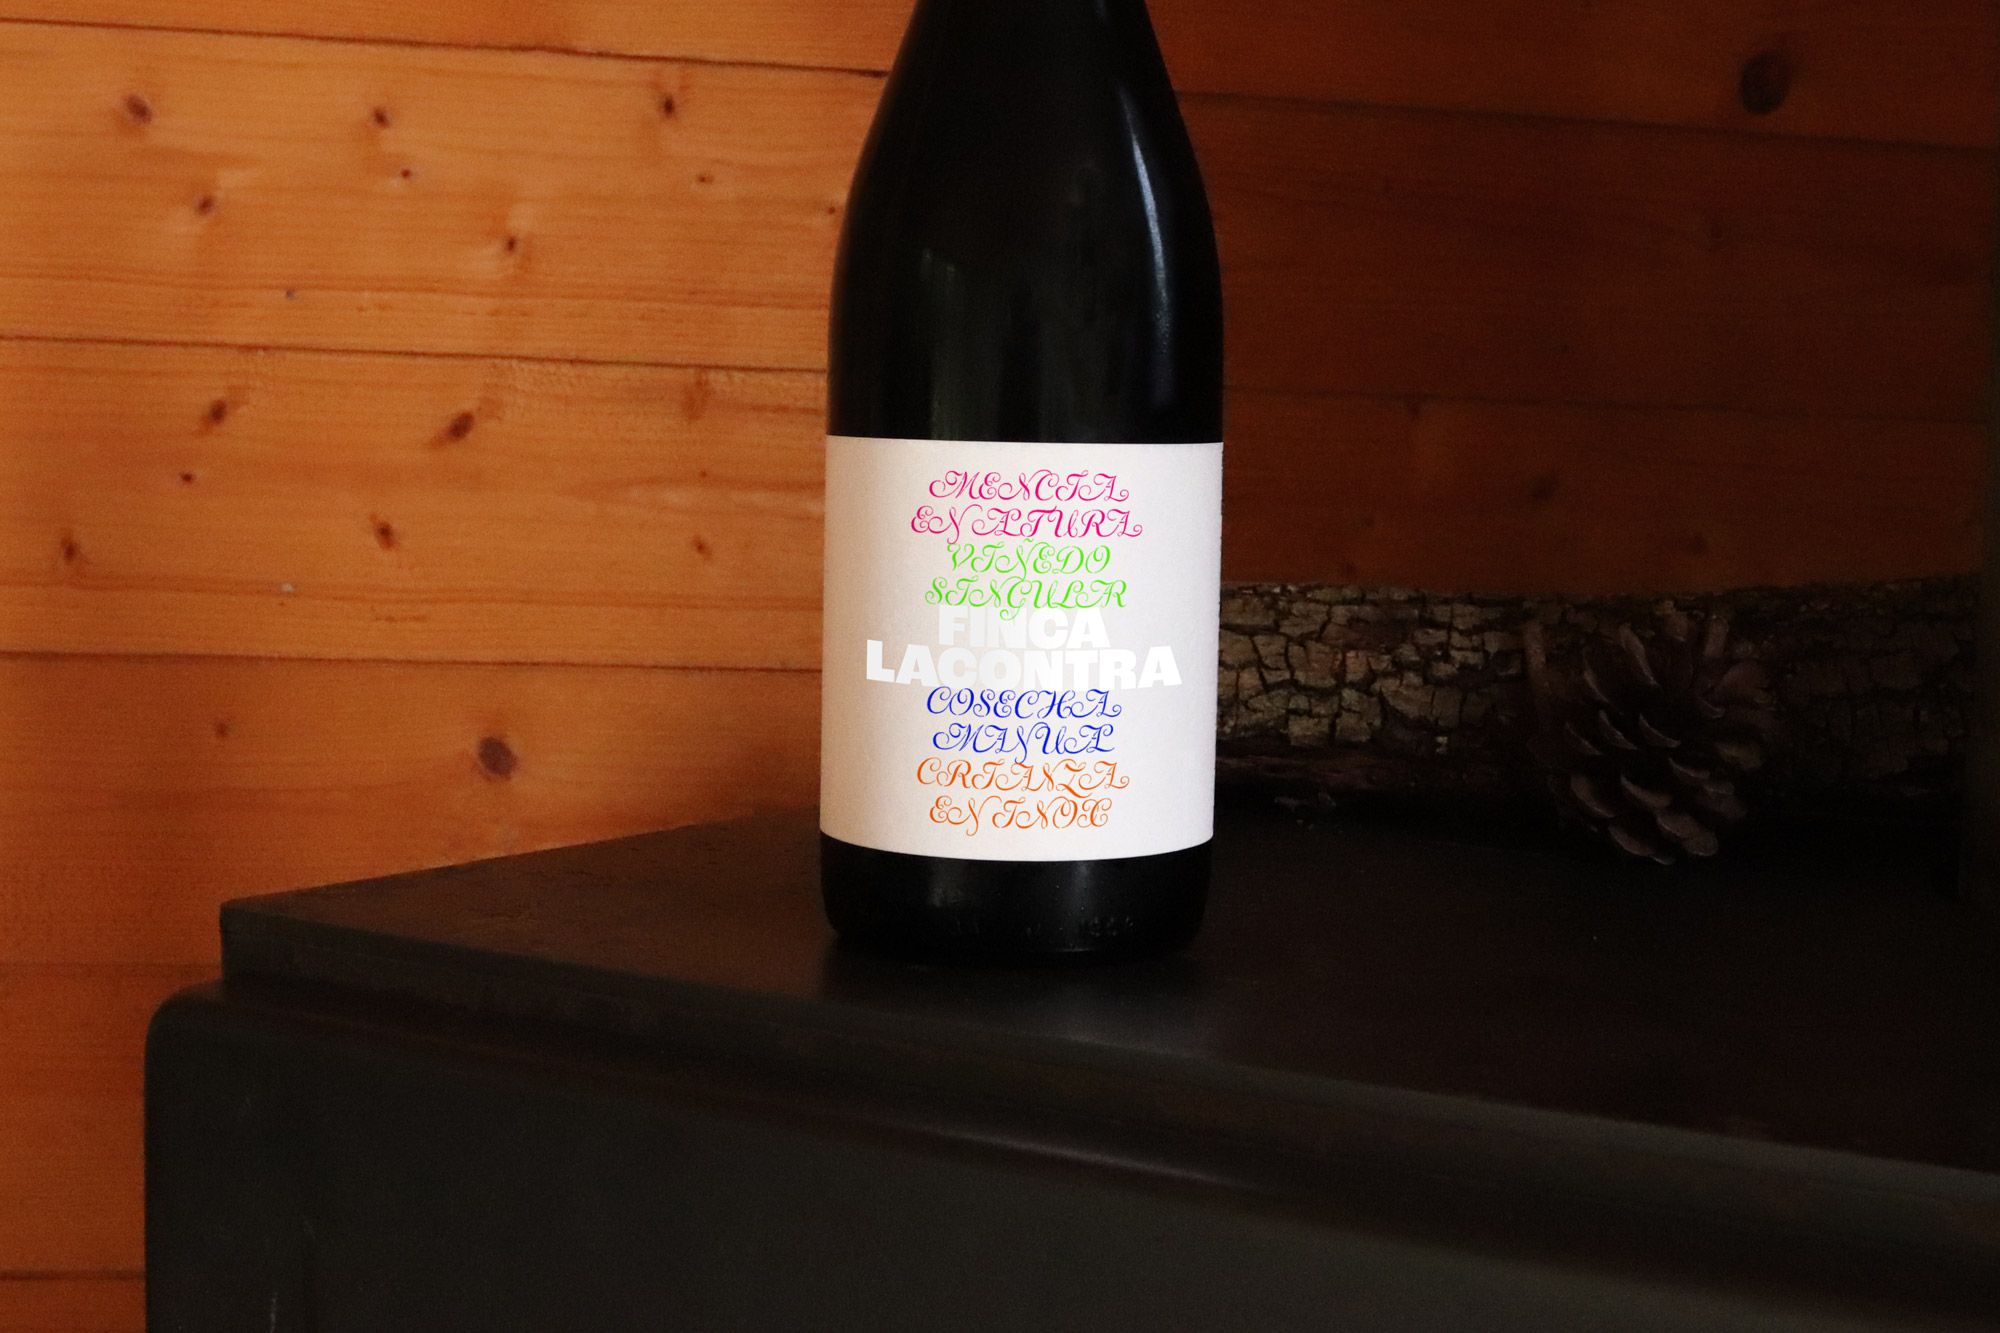 MENCIA
EN ALTURA
VIÑEDO
SINGULAR
FINCA
LACONTRA
COSECHA
MANUAL
CRIANZA
EN INOX